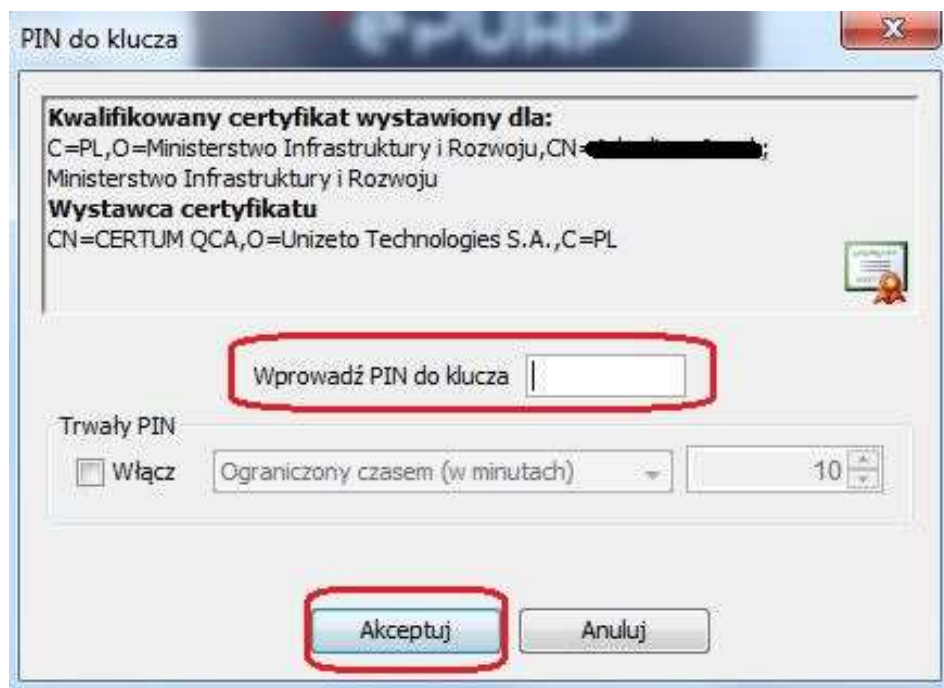 ePUAP
PIN do klucza
Kwalifikowany certyfikat wystawiony dla:
C=PL,O=Ministerstwo Infrastruktury i Rozwoju,CN=;
Ministerstwo Infrastruktury i Rozwoju
Wystawca certyfikatu
CN=CERTUM QCA,O=Unizeto Technologies S.A.,C=PL
Wprowadź PIN do klucza
Trwały PIN
Włącz Ograniczony czasem (w minutach) 10
Akceptuj Anuluj